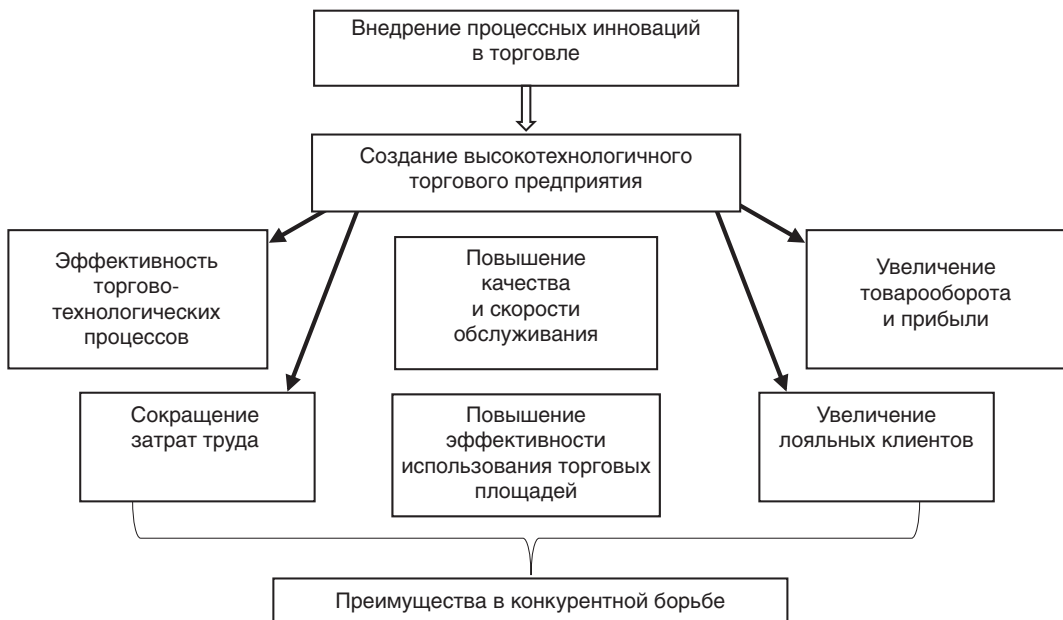 Внедрение процессных инноваций
в торговле
Создание высокотехнологичного
торгового предприятия
Эффективность
торгово-
технологических
процессов
Повышение
качества
и скорости
обслуживания
Увеличение
товарооборота
и прибыли
Сокращение
затрат труда
Повышение
эффективности
использования торговых
площадей
Увеличение
лояльных клиентов
Преимущества в конкурентной борьбе